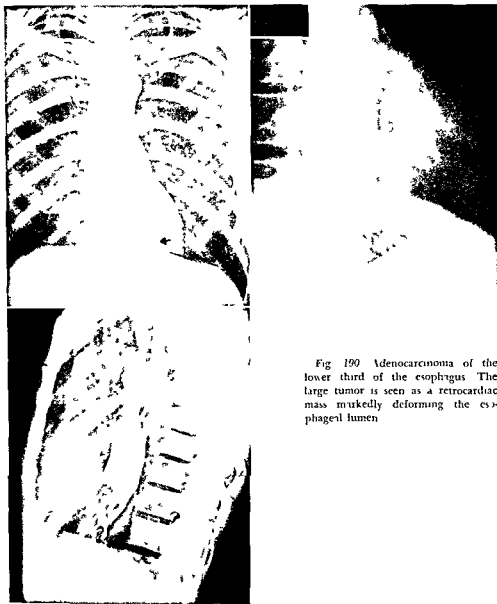 Fig 190 Adenocarcinoma of the
lower third of the esophagus The
large tumor is seen as a retrocardiac
mass markedly deforming the eso
phageal lumen